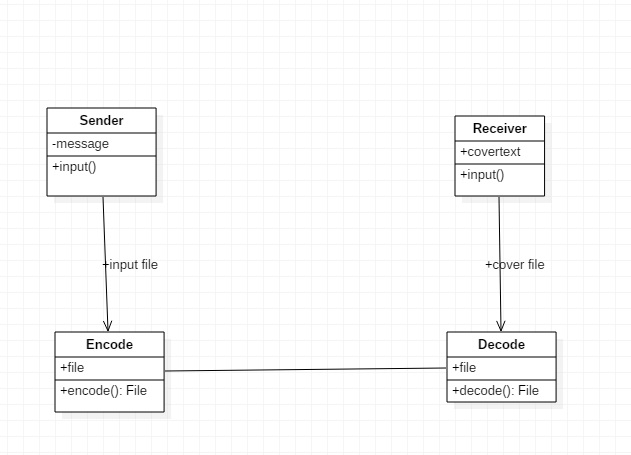 Sender
-message
+input()
Receiver
+covertext
+input()
+input file
+cover file
Encode
+file
+encode(): File
Decode
+file
+decode(): File